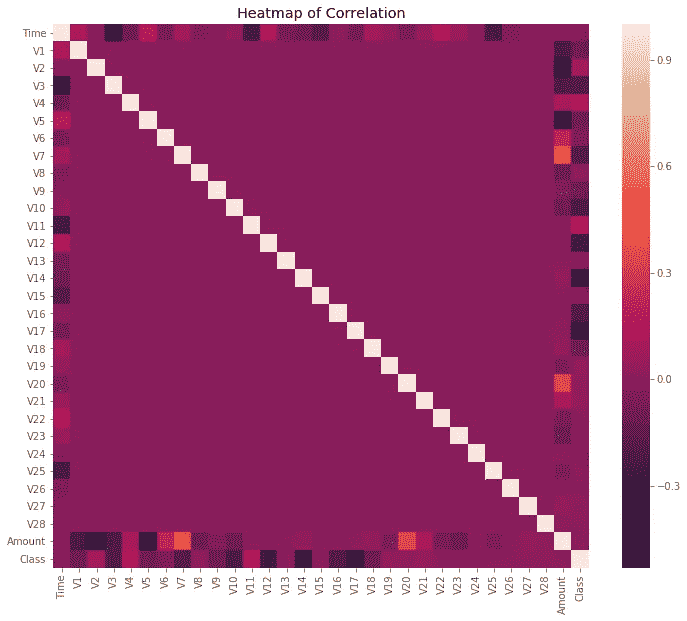 Heatmap of Correlation
Time
V1
V2
V3
V4
V5
V6
V7
V8
V9
V10
V11
V12
V13
V14
V15
V16
V17
V18
V19
V20
V21
V22
V23
V24
V25
V26
V27
V28
Amount
Class
Time V1 V2 V3 V4 V5 V6 V7 V8 V9 V10 V11 V12 V13 V14 V15 V16 V17 V18 V19 V20 V21 V22 V23 V24 V25 V26 V27 V28 Amount Class
0.9
0.6
0.3
0.0
−0.3